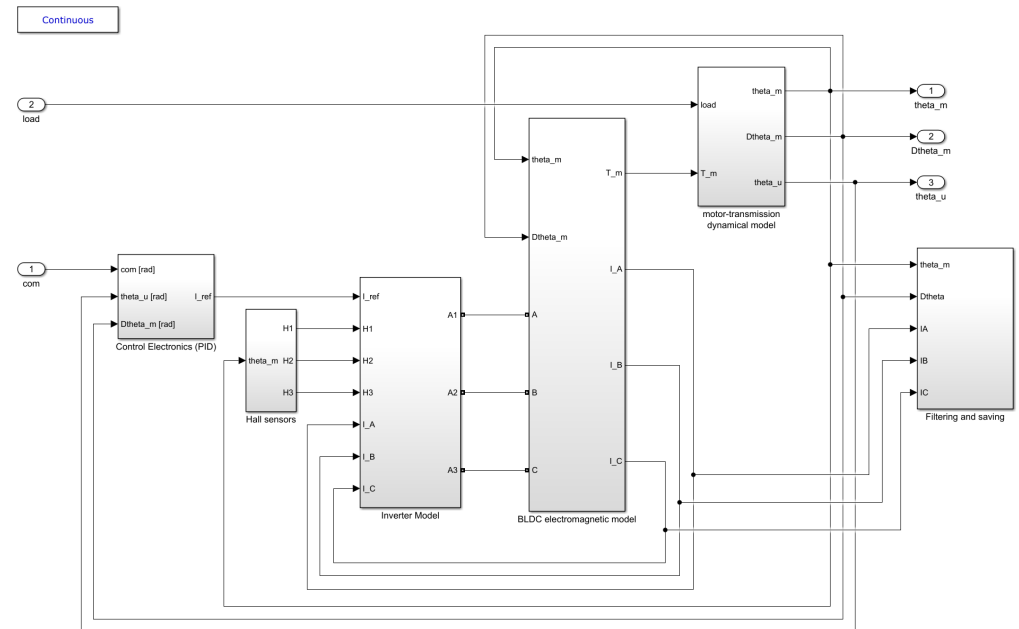 Continuous
2
load
load
T_m
theta_m
Dtheta_m
theta_u
motor-transmission
dynamical model
1
theta_m
2
Dtheta_m
3
theta_u
1
com
com [rad]
theta_u [rad]
Dtheta_m [rad]
I_ref
Control Electronics (PID)
theta_m
H1
H2
H3
Hall sensors
I_ref
H1
H2
H3
I_A
I_B
I_C
A1
A2
A3
Inverter Model
theta_m
Dtheta_m
A
B
C
T_m
I_A
I_B
I_C
BLDC electromagnetic model
theta_m
Dtheta
IA
IB
IC
Filtering and saving